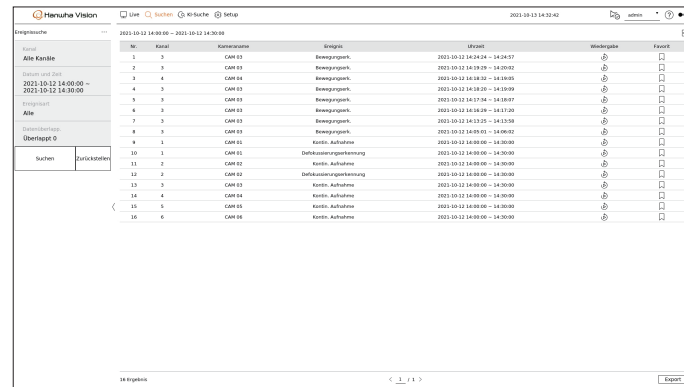 Hanwha Vision
Live Suchen KI-Suche Setup 2021-10-13 14:32:42 admin
Ereignissuche ...
2021-10-12 14:00:00 ~ 2021-10-12 14:30:00
Kanal
Alle Kanäle
Datum und Zeit
2021-10-12 14:00:00 ~
2021-10-12 14:30:00
Ereignisart
Alle
Datenüberlapp.
Überlappt 0
Suchen Zurückstellen
Nr. Kanal Kameraname Ereignis Uhrzeit Wiedergabe Favorit
1 3 CAM 03 Bewegungserk. 2021-10-12 14:24:24 ~ 14:24:57
2 3 CAM 03 Bewegungserk. 2021-10-12 14:19:29 ~ 14:20:02
3 4 CAM 04 Bewegungserk. 2021-10-12 14:18:32 ~ 14:19:05
4 3 CAM 03 Bewegungserk. 2021-10-12 14:18:20 ~ 14:19:09
5 3 CAM 03 Bewegungserk. 2021-10-12 14:17:34 ~ 14:18:07
6 3 CAM 03 Bewegungserk. 2021-10-12 14:16:29 ~ 14:17:20
7 3 CAM 03 Bewegungserk. 2021-10-12 14:13:25 ~ 14:13:58
8 3 CAM 03 Bewegungserk. 2021-10-12 14:05:01 ~ 14:06:02
9 1 CAM 01 Kontin. Aufnahme 2021-10-12 14:00:00 ~ 14:30:00
10 1 CAM 01 Defokussierungserkennung 2021-10-12 14:00:00 ~ 14:30:00
11 2 CAM 02 Kontin. Aufnahme 2021-10-12 14:00:00 ~ 14:30:00
12 2 CAM 02 Defokussierungserkennung 2021-10-12 14:00:00 ~ 14:30:00
13 3 CAM 03 Kontin. Aufnahme 2021-10-12 14:00:00 ~ 14:30:00
14 4 CAM 04 Kontin. Aufnahme 2021-10-12 14:00:00 ~ 14:30:00
15 5 CAM 05 Kontin. Aufnahme 2021-10-12 14:00:00 ~ 14:30:00
16 6 CAM 06 Kontin. Aufnahme 2021-10-12 14:00:00 ~ 14:30:00
16 Ergebnis < 1 / 1 > Export